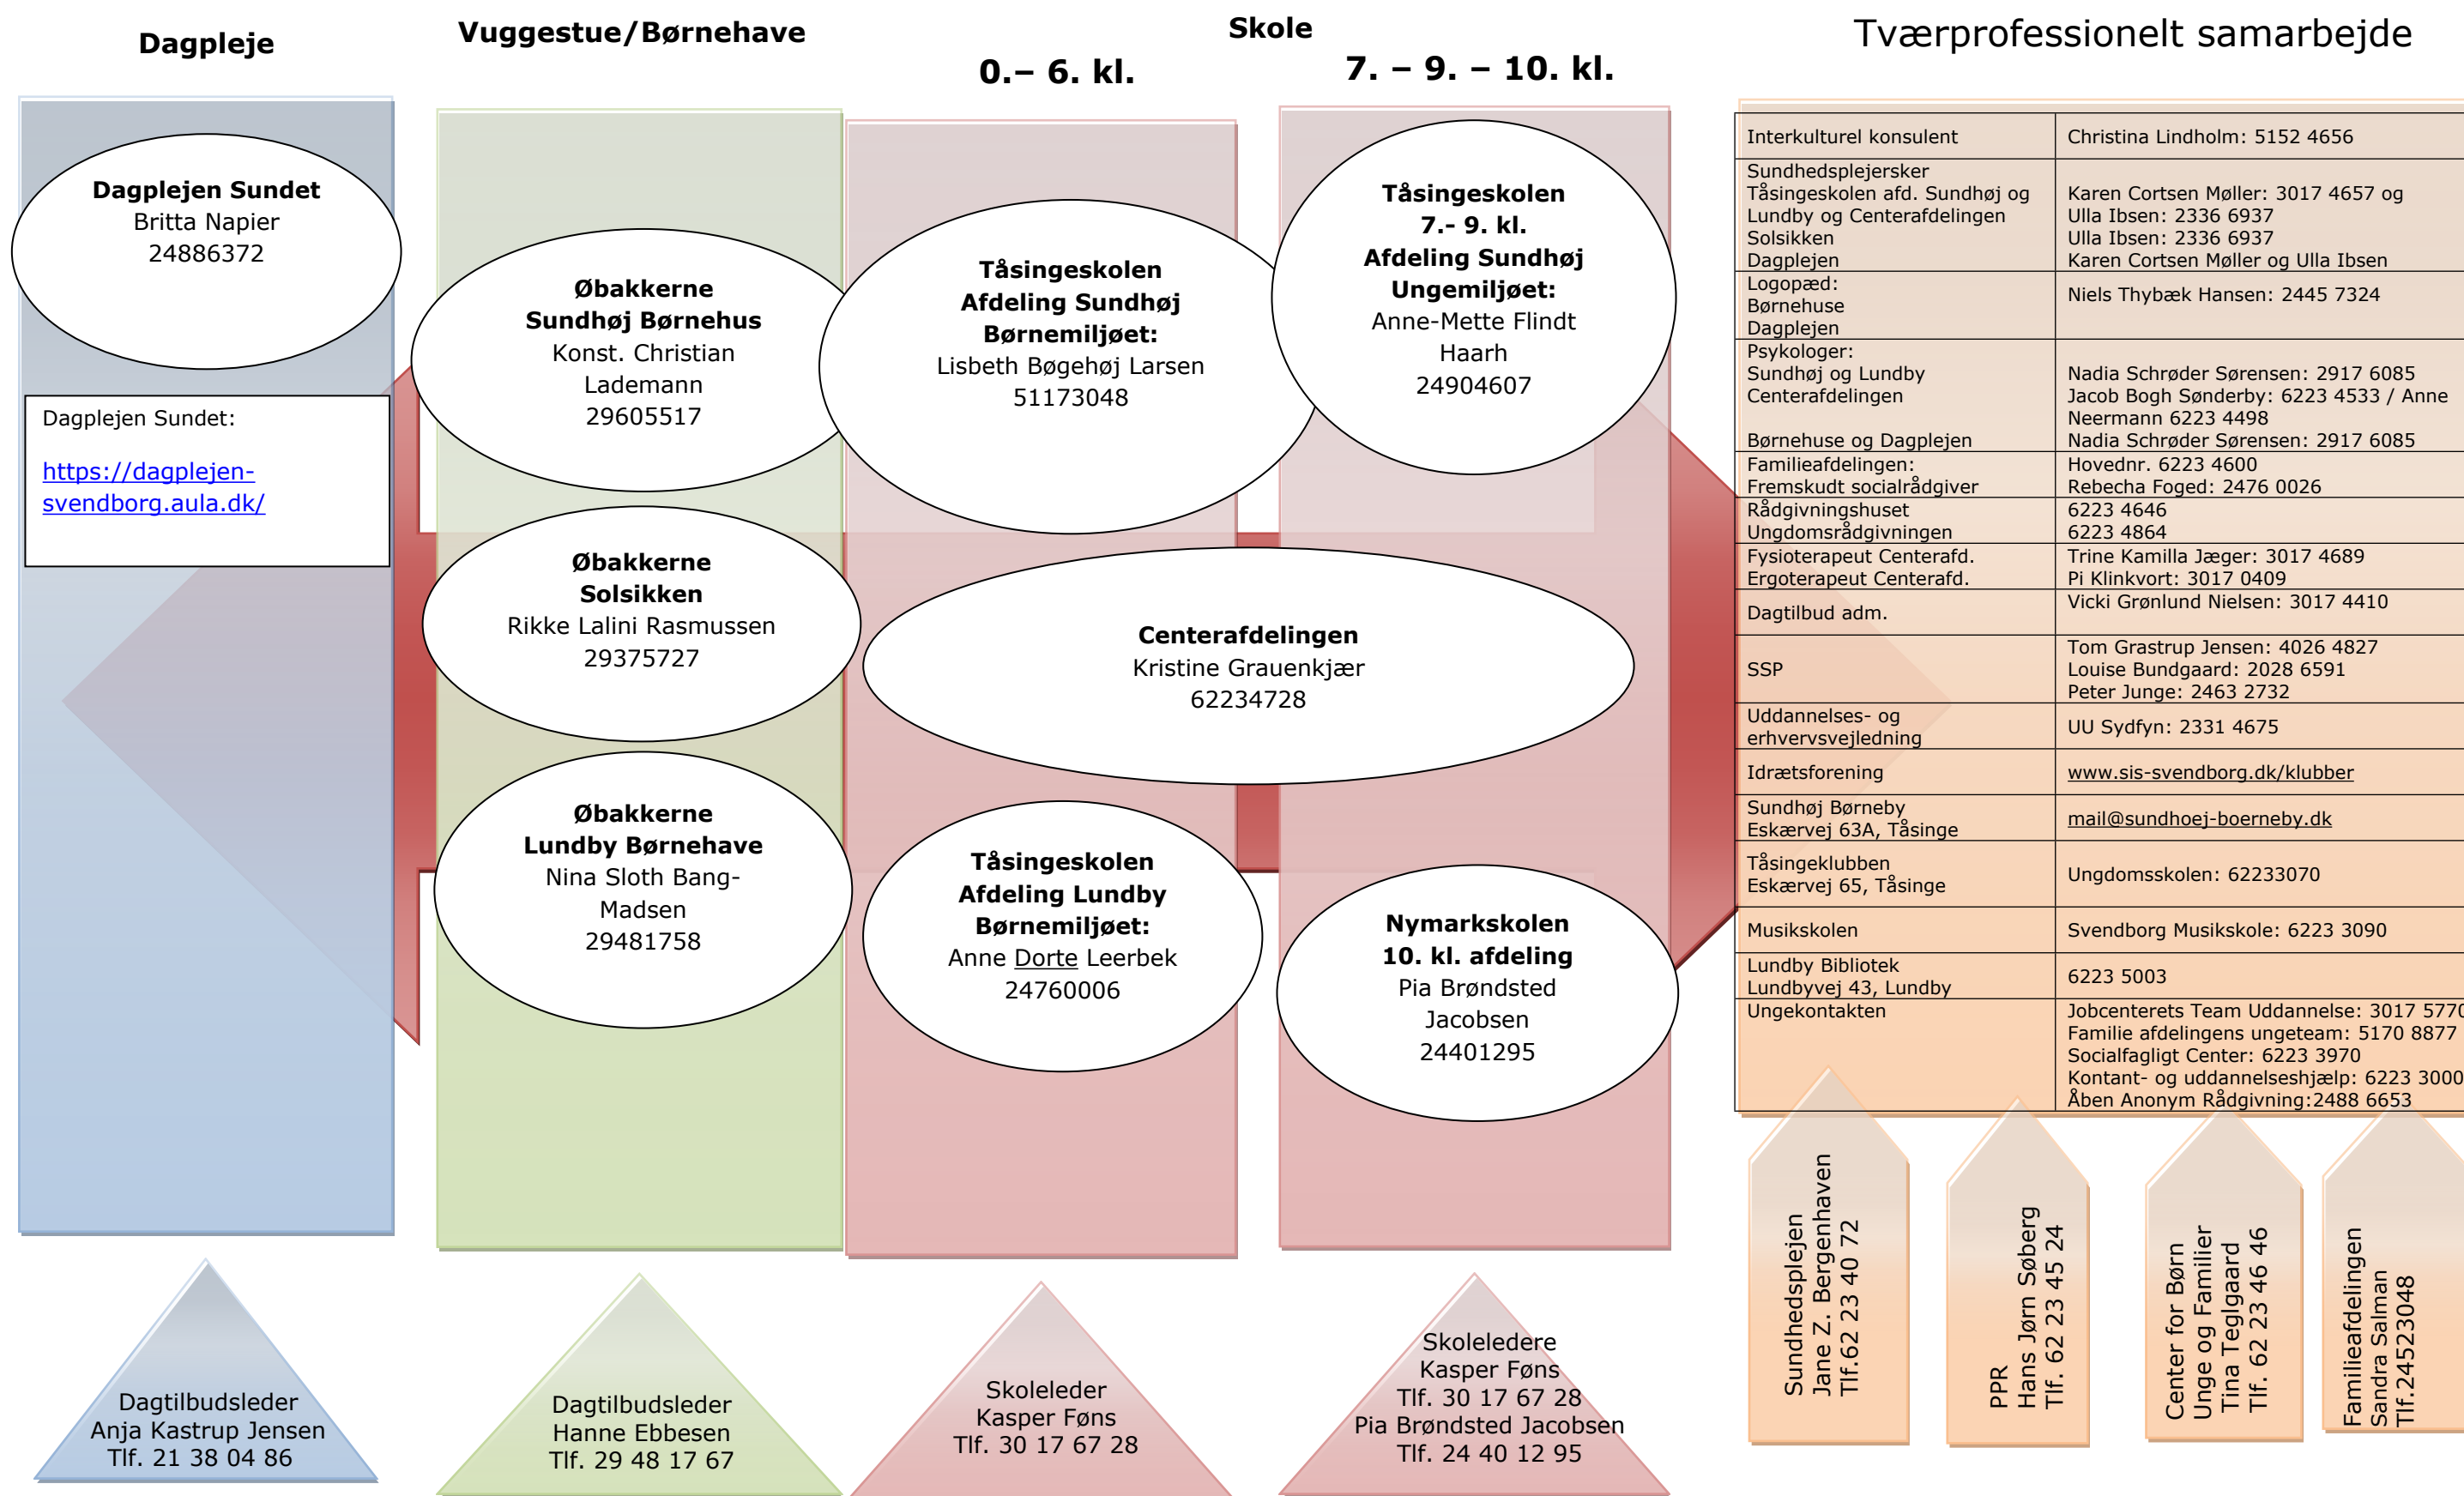 Dagpleje
Vuggestue/Børnehave
Skole
0.– 6. kl.
7. – 9. – 10. kl.
Tværprofessionelt samarbejde
Dagplejen Sundet
Britta Napier
24886372
Dagplejen Sundet:
https://dagplejen-
svendborg.aula.dk/
Øbakkerne
Sundhøj Børnehus
Konst. Christian
Lademann
29605517
Øbakkerne
Solsikken
Rikke Lalini Rasmussen
29375727
Øbakkerne
Lundby Børnehave
Nina Sloth Bang-
Madsen
29481758
Tåsingeskolen
Afdeling Sundhøj
Børnemiljøet:
Lisbeth Bøgehøj Larsen
51173048
Tåsingeskolen
7.- 9. kl.
Afdeling Sundhøj
Ungemiljøet:
Anne-Mette Flindt
Haarh
24904607
Centerafdelingen
Kristine Grauenkjær
62234728
Tåsingeskolen
Afdeling Lundby
Børnemiljøet:
Anne Dorte Leerbek
24760006
Nymarkskolen
10. kl. afdeling
Pia Brøndsted
Jacobsen
24401295
Interkulturel konsulent Christina Lindholm: 5152 4656
Sundhedsplejersker
Tåsingeskolen afd. Sundhøj og Karen Cortsen Møller: 3017 4657 og
Lundby og Centerafdelingen Ulla Ibsen: 2336 6937
Solsikken Ulla Ibsen: 2336 6937
Dagplejen Karen Cortsen Møller og Ulla Ibsen
Logopæd:
Børnehuse Niels Thybæk Hansen: 2445 7324
Dagplejen
Psykologer:
Sundhøj og Lundby Nadia Schrøder Sørensen: 2917 6085
Centerafdelingen Jacob Bogh Sønderby: 6223 4533 / Anne
Neermann 6223 4498
Børnehuse og Dagplejen Nadia Schrøder Sørensen: 2917 6085
Familieafdelingen: Hovednr. 6223 4600
Fremskudt socialrådgiver Rebecha Foged: 2476 0026
Rådgivningshuset 6223 4646
Ungdomsrådgivningen 6223 4864
Fysioterapeut Centerafd. Trine Kamilla Jæger: 3017 4689
Ergoterapeut Centerafd. Pi Klinkvort: 3017 0409
Dagtilbud adm. Vicki Grønlund Nielsen: 3017 4410
Tom Grastrup Jensen: 4026 4827
SSP Louise Bundgaard: 2028 6591
Peter Junge: 2463 2732
Uddannelses- og
erhvervsvejledning UU Sydfyn: 2331 4675
Idrætsforening www.sis-svendborg.dk/klubber
Sundhøj Børneby
Eskærvej 63A, Tåsinge mail@sundhoej-boerneby.dk
Tåsingeklubben
Eskærvej 65, Tåsinge Ungdomsskolen: 62233070
Musikskolen Svendborg Musikskole: 6223 3090
Lundby Bibliotek
Lundbyvej 43, Lundby 6223 5003
Ungekontakten Jobcenterets Team Uddannelse: 3017 5770
Familie afdelingens ungeteam: 5170 8877
Socialfagligt Center: 6223 3970
Kontant- og uddannelseshjælp: 6223 3000
Åben Anonym Rådgivning:2488 6653
Dagtilbudsleder
Anja Kastrup Jensen
Tlf. 21 38 04 86
Dagtilbudsleder
Hanne Ebbesen
Tlf. 29 48 17 67
Skoleleder
Kasper Føns
Tlf. 30 17 67 28
Skoleledere
Kasper Føns
Tlf. 30 17 67 28
Pia Brøndsted Jacobsen
Tlf. 24 40 12 95
Sundhedsplejen
Jane Z. Bergenhaven
Tlf.62 23 40 72
PPR
Hans Jørn Søberg
Tlf. 62 23 45 24
Center for Børn
Unge og Familier
Tina Teglgaard
Tlf. 62 23 46 46
Familieafdelingen
Sandra Salman
Tlf.24523048